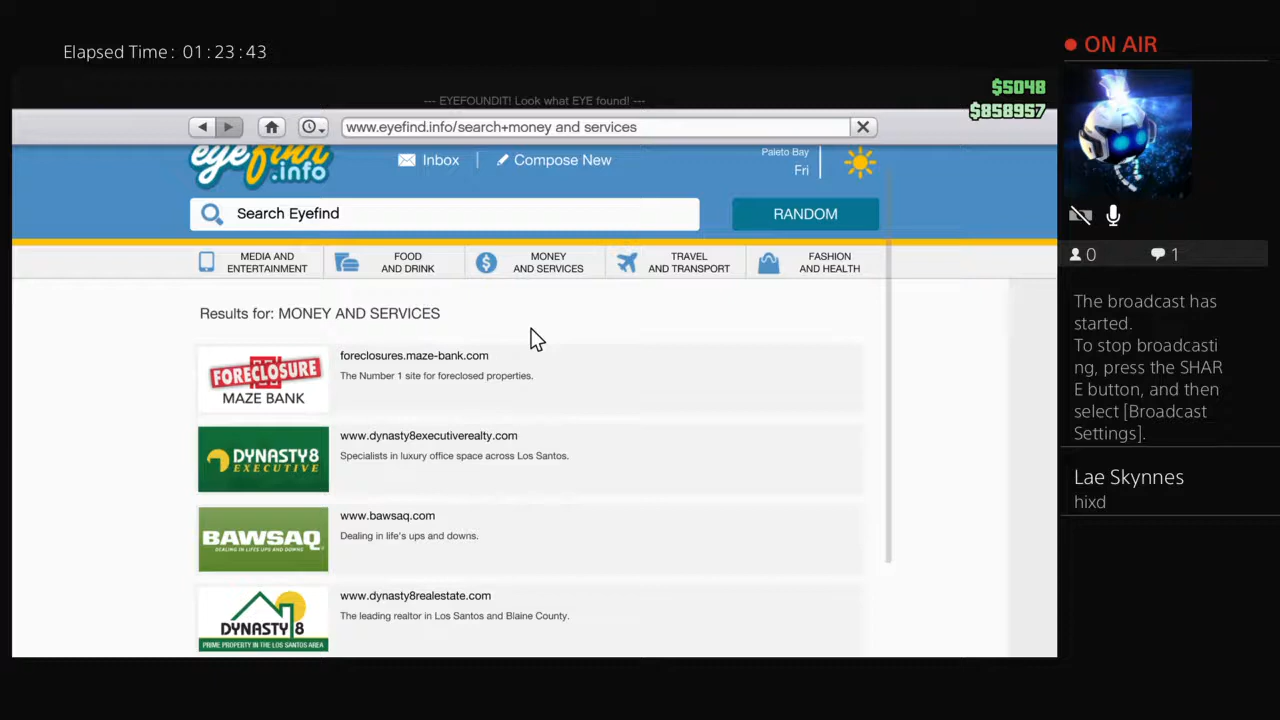 Elapsed Time: 01:23:43
ON AIR
$5048
$858957
--- EYEFOUNDIT! Look what EYE found! ---
www.eyefind.info/search+money and services
eyefind
.info
Inbox
Compose New
Paleto Bay
Fri
Search Eyefind
RANDOM
MEDIA AND
ENTERTAINMENT
FOOD
AND DRINK
MONEY
AND SERVICES
TRAVEL
AND TRANSPORT
FASHION
AND HEALTH
Results for: MONEY AND SERVICES
FORECLOSURE
MAZE BANK
foreclosures.maze-bank.com
The Number 1 site for foreclosed properties.
DYNASTY8
EXECUTIVE
www.dynasty8executiverealty.com
Specialists in luxury office space across Los Santos.
BAWSAQ
DEALING IN LIFE'S UPS AND DOWNS
www.bawsaq.com
Dealing in life's ups and downs.
DYNASTY 8
PRIME PROPERTY IN THE LOS SANTOS AREA
www.dynasty8realestate.com
The leading realtor in Los Santos and Blaine County.
0
1
The broadcast has
started.
To stop broadcasti
ng, press the SHAR
E button, and then
select [Broadcast
Settings].
Lae Skynnes
hixd